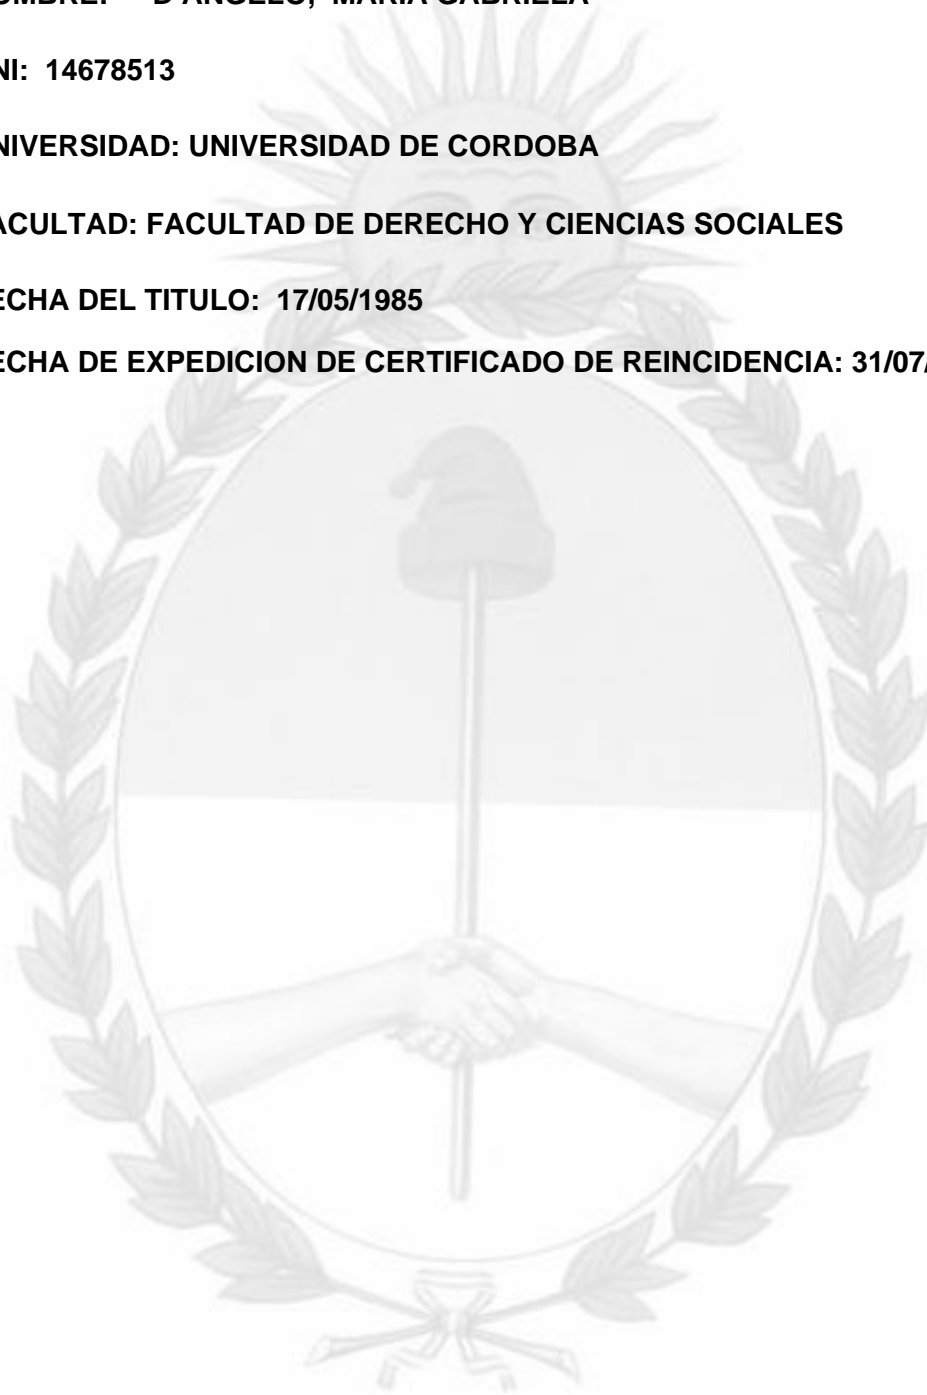 D'ANGELO, MARIA GABRIELA
NI: 14678513
NIVERSIDAD: UNIVERSIDAD DE CORDOBA
ACULTAD: FACULTAD DE DERECHO Y CIENCIAS SOCIALES
ECHA DEL TITULO: 17/05/1985
ECHA DE EXPEDICION DE CERTIFICADO DE REINCIDENCIA: 31/07/